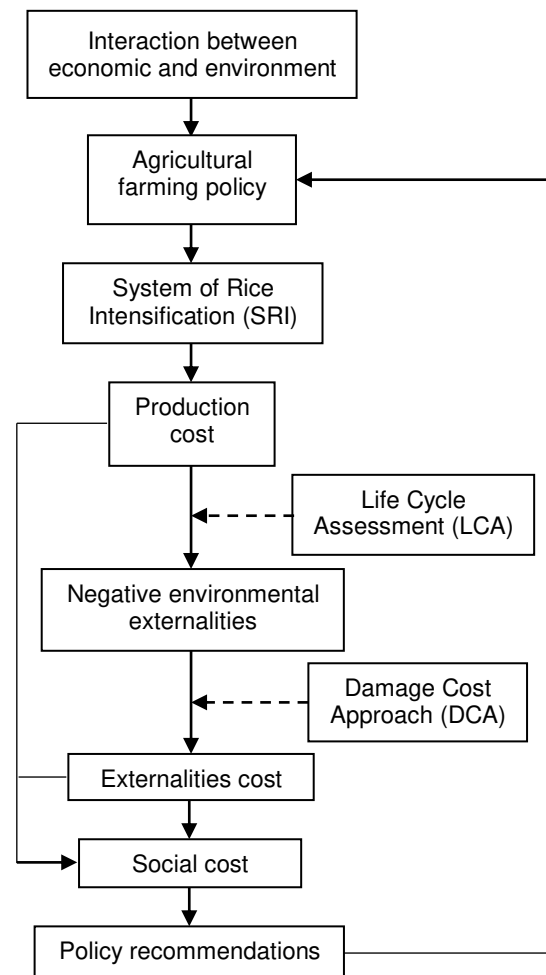 Interaction between
economic and environment
Agricultural
farming policy
System of Rice
Intensification (SRI)
Production
cost
Life Cycle
Assessment (LCA)
Negative environmental
externalities
Damage Cost
Approach (DCA)
Externalities cost
Social cost
Policy recommendations